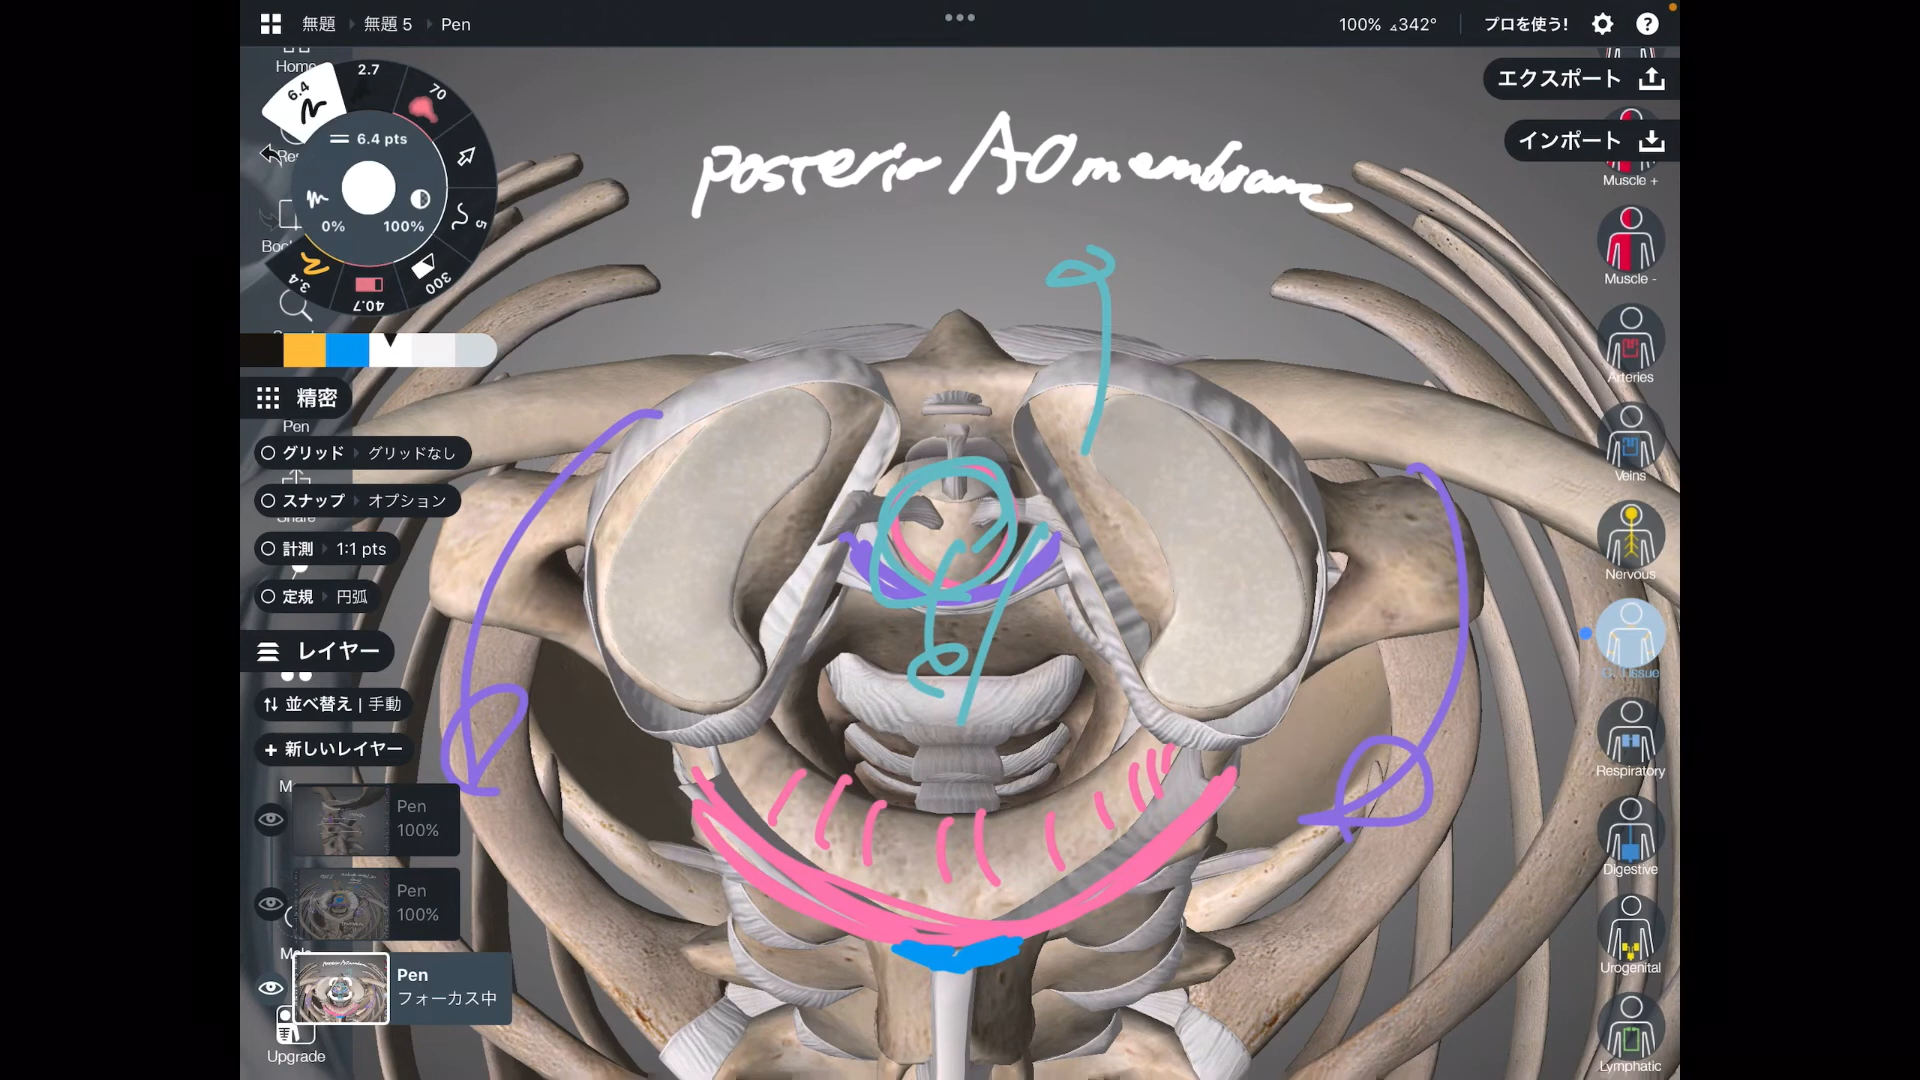 無題 無題 5 Pen
100% 342° プロを使う!
エクスポート
インポート
posterior AO membrane
Home
2.7
70
6.4
6.4 pts
0% 100%
5
300
40.7
3.4
精密
Pen
グリッド グリッドなし
スナップ オプション
Share
計測 1:1 pts
定規 円弧
レイヤー
並べ替え | 手動
+ 新しいレイヤー
Pen
100%
Pen
100%
Pen
フォーカス中
Upgrade
Muscle +
Muscle -
Arteries
Veins
Nervous
Respiratory
Digestive
Urogenital
Lymphatic